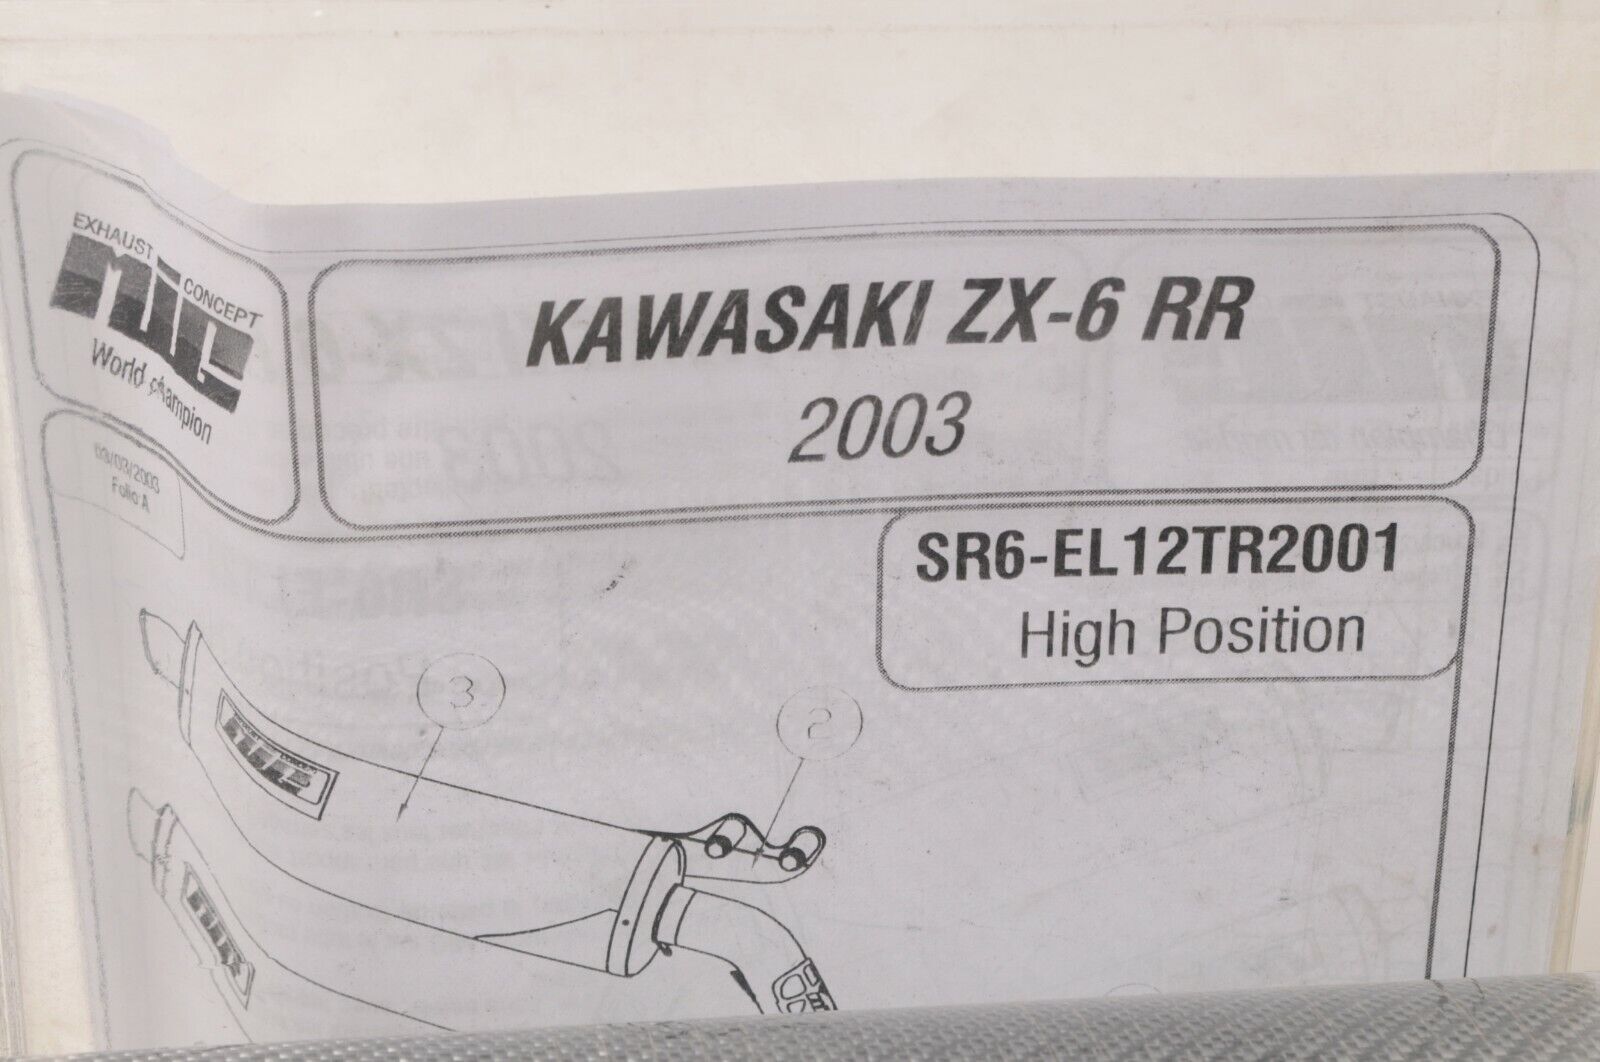 EXHAUST
CONCEPT
World champion
03/03/2003
Folio A
KAWASAKI ZX-6 RR
2003
SR6-EL12TR2001
High Position
3
2